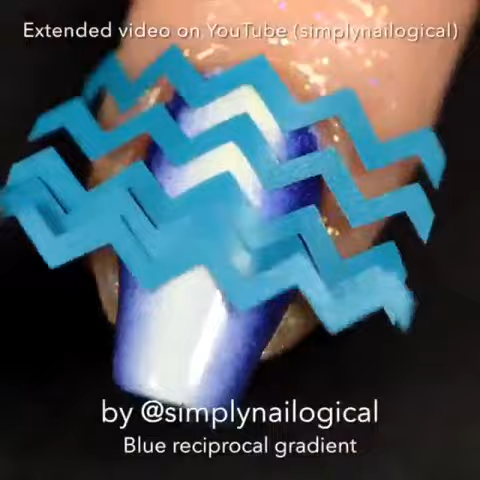 Extended video on YouTube (simplynailogical)
by @simplynailogical
Blue reciprocal gradient